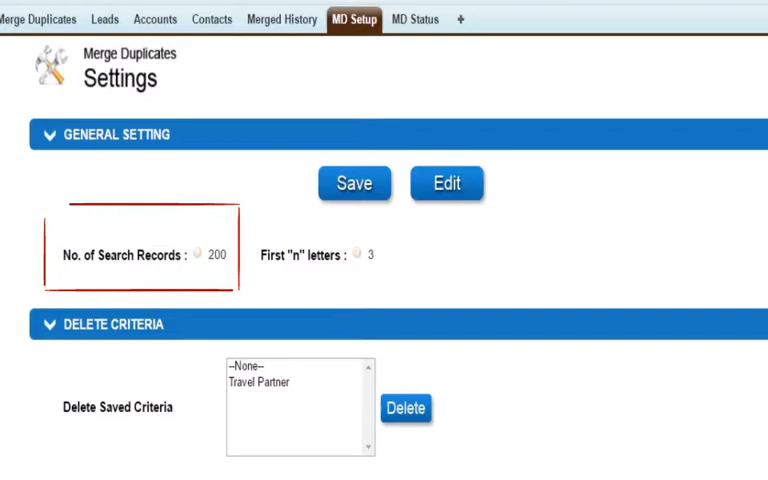 Merge Duplicates Leads Accounts Contacts Merged History MD Setup MD Status +
Merge Duplicates
Settings
GENERAL SETTING
Save Edit
No. of Search Records : 200 First "n" letters : 3
DELETE CRITERIA
--None--
Travel Partner
Delete Saved Criteria Delete